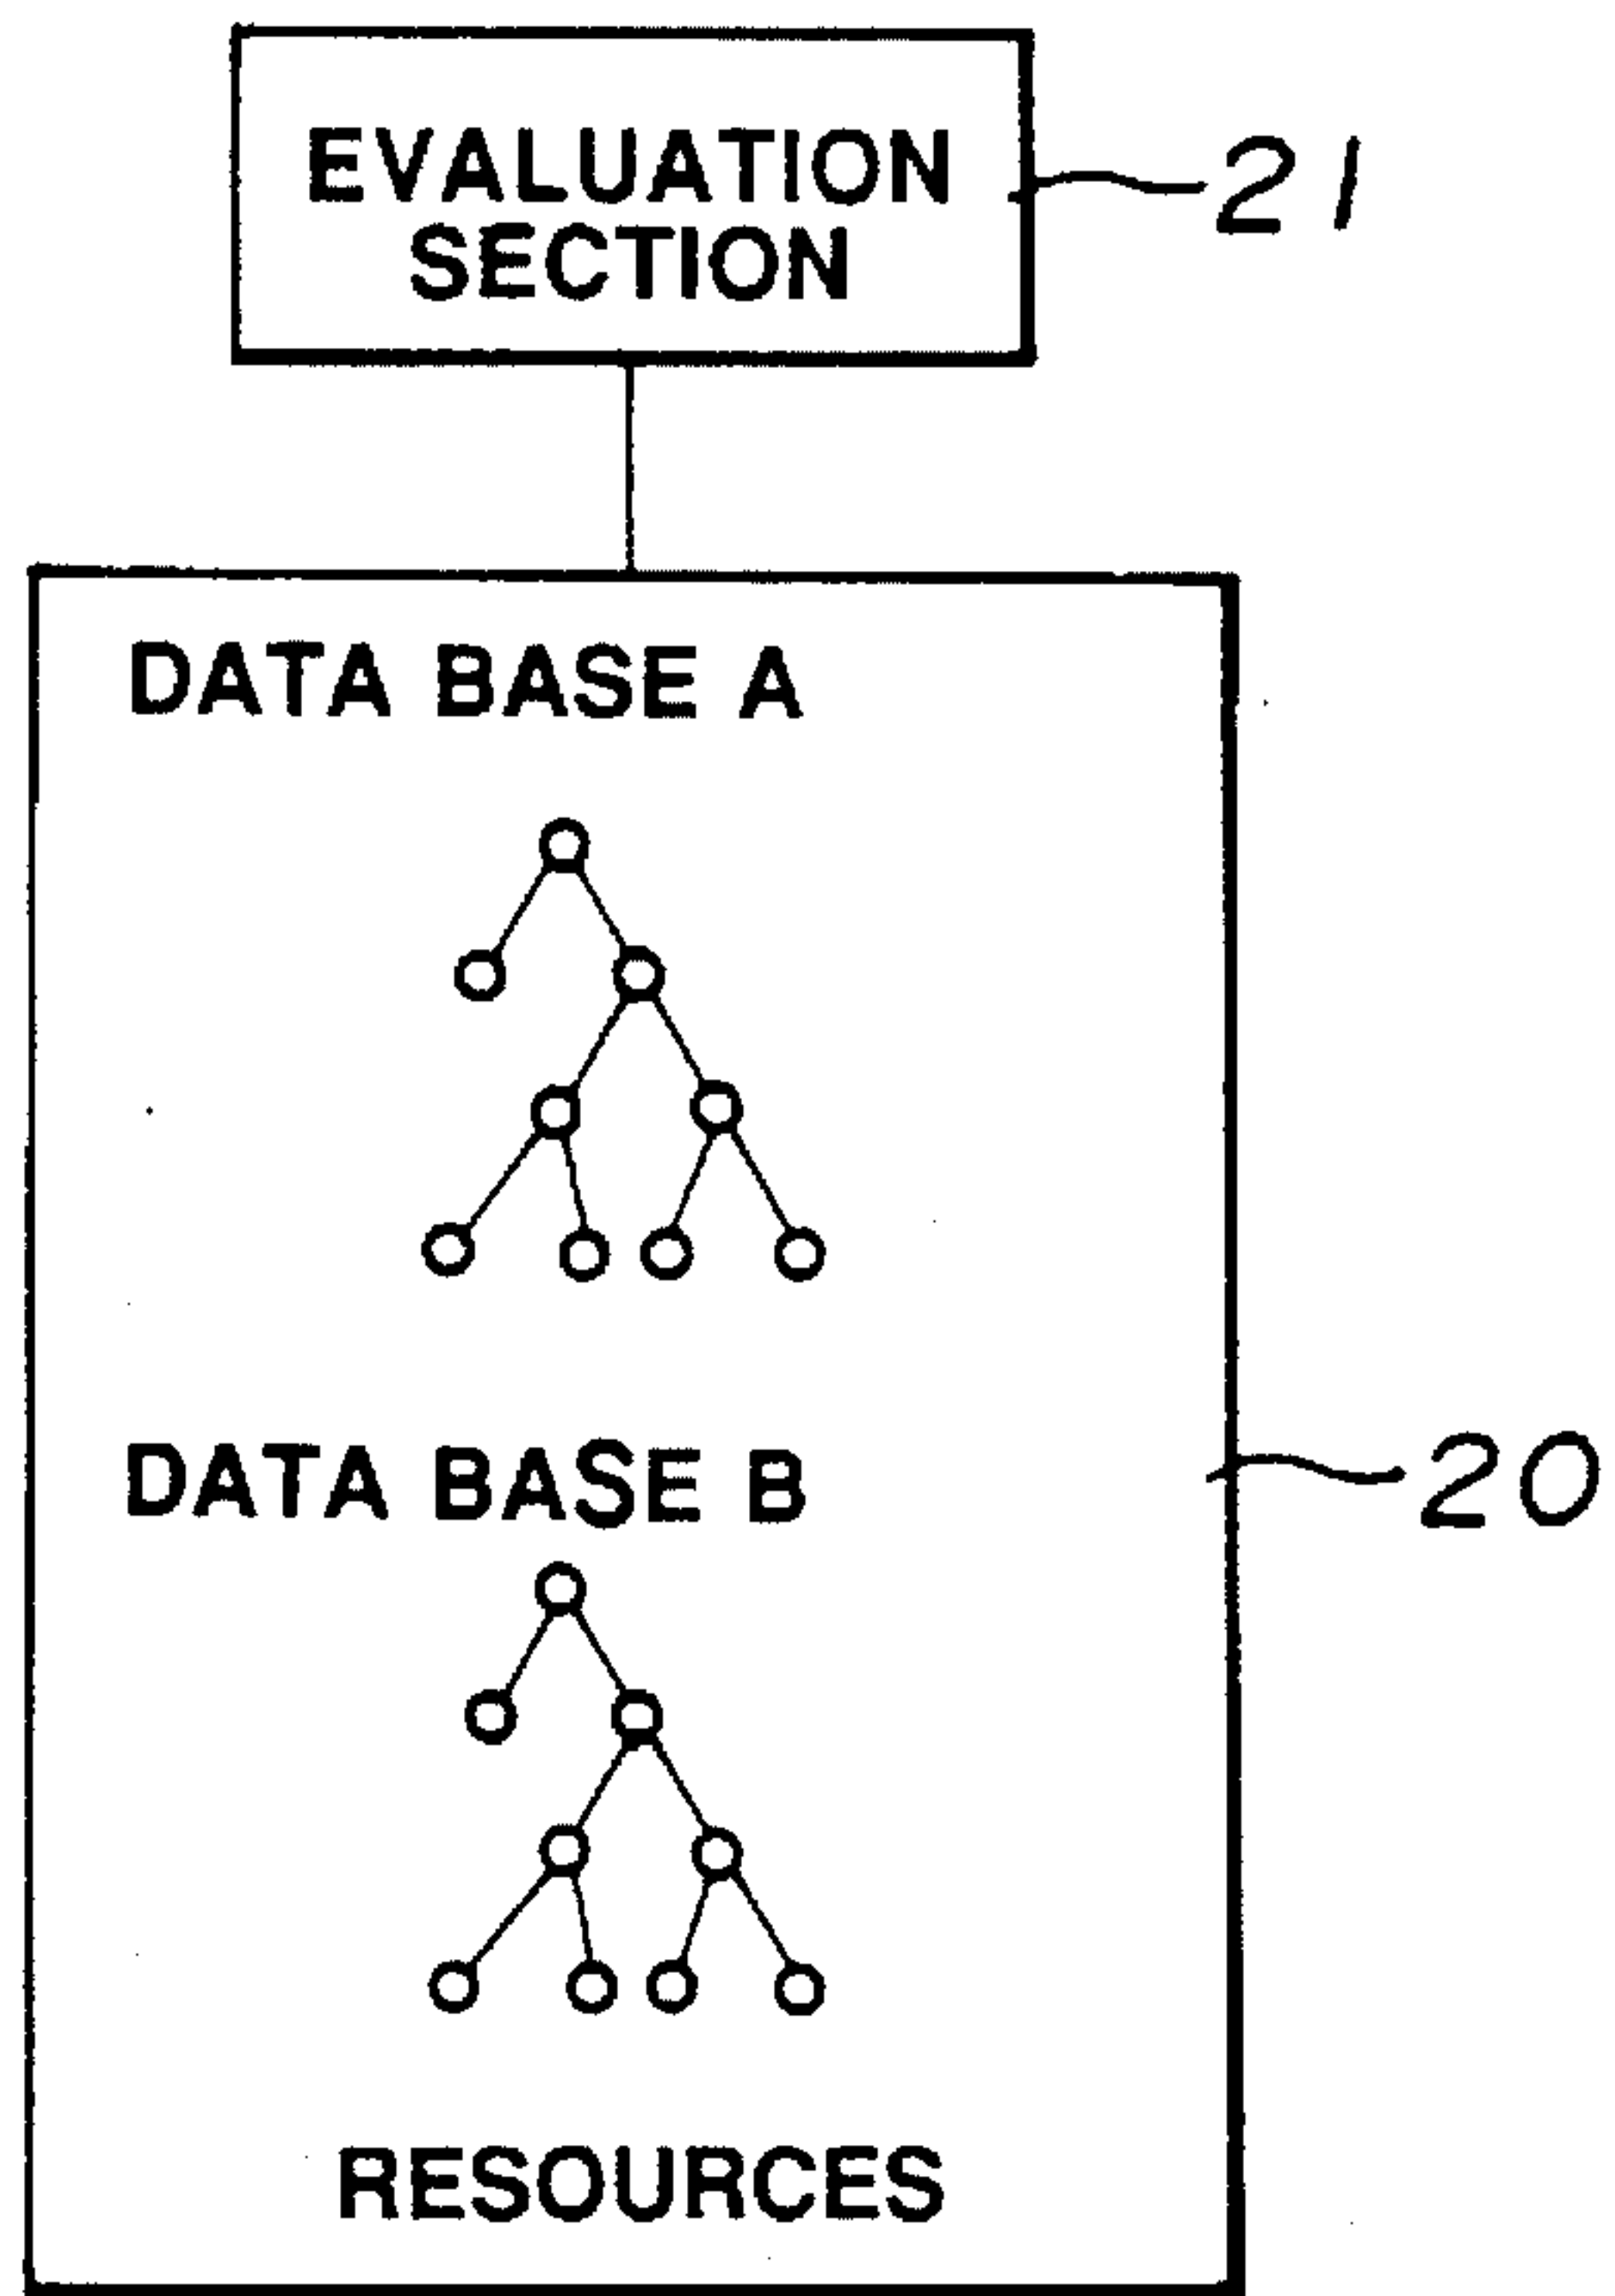 EVALUATION
SECTION
21
DATA BASE A
DATA BASE B
20
RESOURCES